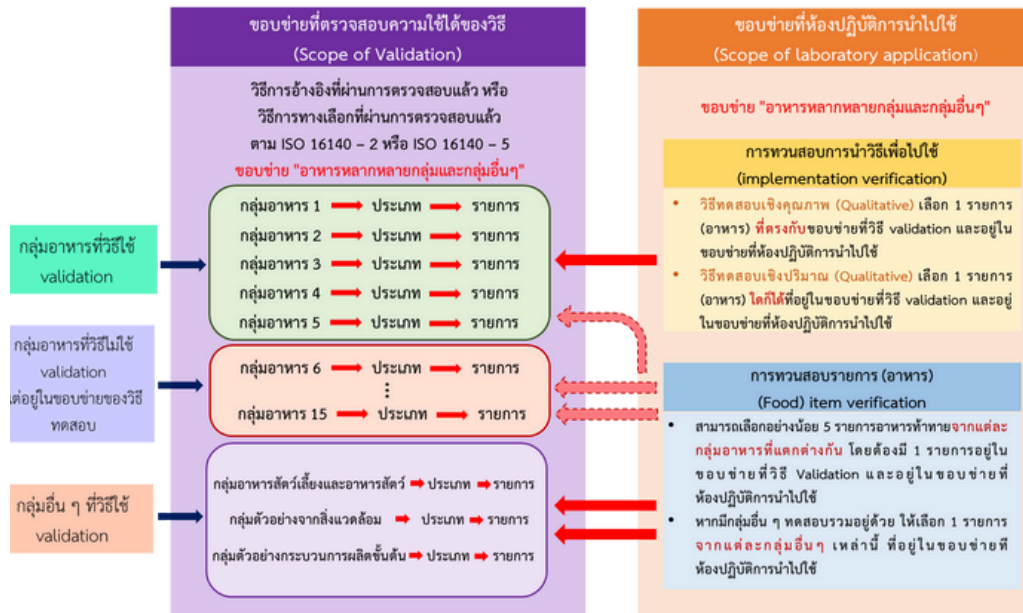 ขอบข่ายที่ตรวจสอบความใช้ได้ของวิธี
(Scope of Validation)
วิธีการอ้างอิงที่ผ่านการตรวจสอบแล้ว หรือ
วิธีการทางเลือกที่ผ่านการตรวจสอบแล้ว
ตาม ISO 16140 – 2 หรือ ISO 16140 – 5
ขอบข่าย "อาหารหลากหลายกลุ่มและกลุ่มอื่นๆ"
กลุ่มอาหารที่วิธีใช้
validation
กลุ่มอาหาร 1 ประเภท รายการ
กลุ่มอาหาร 2 ประเภท รายการ
กลุ่มอาหาร 3 ประเภท รายการ
กลุ่มอาหาร 4 ประเภท รายการ
กลุ่มอาหาร 5 ประเภท รายการ
กลุ่มอาหารที่วิธีไม่ใช้
validation
ต่อยู่ในขอบข่ายของวิธี
ทดสอบ
กลุ่มอาหาร 6 ประเภท รายการ
⋮
กลุ่มอาหาร 15 ประเภท รายการ
กลุ่มอื่น ๆ ที่วิธีใช้
validation
กลุ่มอาหารสัตว์เลี้ยงและอาหารสัตว์ ประเภท รายการ
กลุ่มตัวอย่างจากสิ่งแวดล้อม ประเภท รายการ
กลุ่มตัวอย่างกระบวนการผลิตขั้นต้น ประเภท รายการ
ขอบข่ายที่ห้องปฏิบัติการนำไปใช้
(Scope of laboratory application)
ขอบข่าย "อาหารหลากหลายกลุ่มและกลุ่มอื่นๆ"
การทวนสอบการนำวิธีเพื่อไปใช้
(implementation verification)
• วิธีทดสอบเชิงคุณภาพ (Qualitative) เลือก 1 รายการ
(อาหาร) ที่ตรงกับขอบข่ายที่วิธี validation และอยู่ใน
ขอบข่ายที่ห้องปฏิบัติการนำไปใช้
• วิธีทดสอบเชิงปริมาณ (Qualitative) เลือก 1 รายการ
(อาหาร) ใดก็ได้ที่อยู่ในขอบข่ายที่วิธี validation และอยู่
ในขอบข่ายที่ห้องปฏิบัติการนำไปใช้
การทวนสอบรายการ (อาหาร)
(Food) item verification
• สามารถเลือกอย่างน้อย 5 รายการอาหารท้าทายจากแต่ละ
กลุ่มอาหารที่แตกต่างกัน โดยต้องมี 1 รายการอยู่ใน
ขอบข่ายที่วิธี Validation และอยู่ในขอบข่ายที่
ห้องปฏิบัติการนำไปใช้
• หากมีกลุ่มอื่น ๆ ทดสอบรวมอยู่ด้วย ให้เลือก 1 รายการ
จากแต่ละกลุ่มอื่นๆ เหล่านี้ ที่อยู่ในขอบข่ายที
ห้องปฏิบัติการนำไปใช้